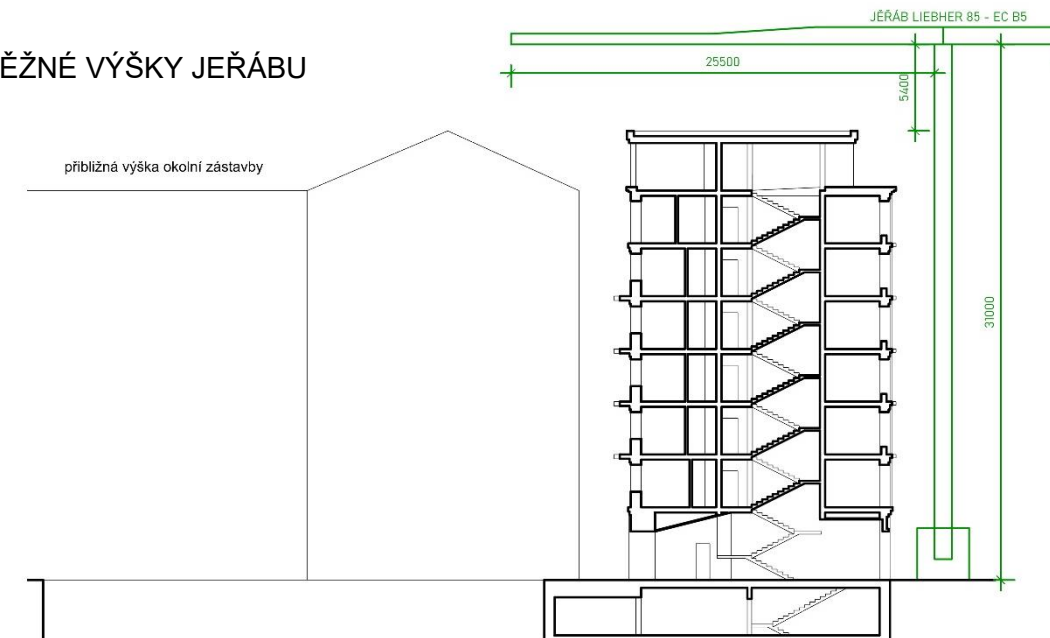 JĚŘÁB LIEBHER 85 - EC B5
ĚŽNÉ VÝŠKY JEŘÁBU
25500
5400
přibližná výška okolní zástavby
31000